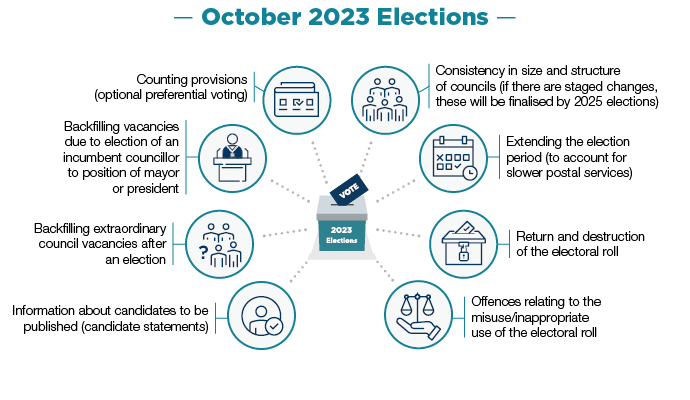 October 2023 Elections
Counting provisions
(optional preferential voting)
Consistency in size and structure
of councils (if there are staged changes,
these will be finalised by 2025 elections)
Backfilling vacancies
due to election of an
incumbent councillor
to position of mayor
or president
Extending the election
period (to account for
slower postal services)
VOTE
2023
Elections
Backfilling extraordinary
council vacancies after
an election
?
Return and destruction
of the electoral roll
Information about candidates to be
published (candidate statements)
Offences relating to the
misuse/inappropriate
use of the electoral roll